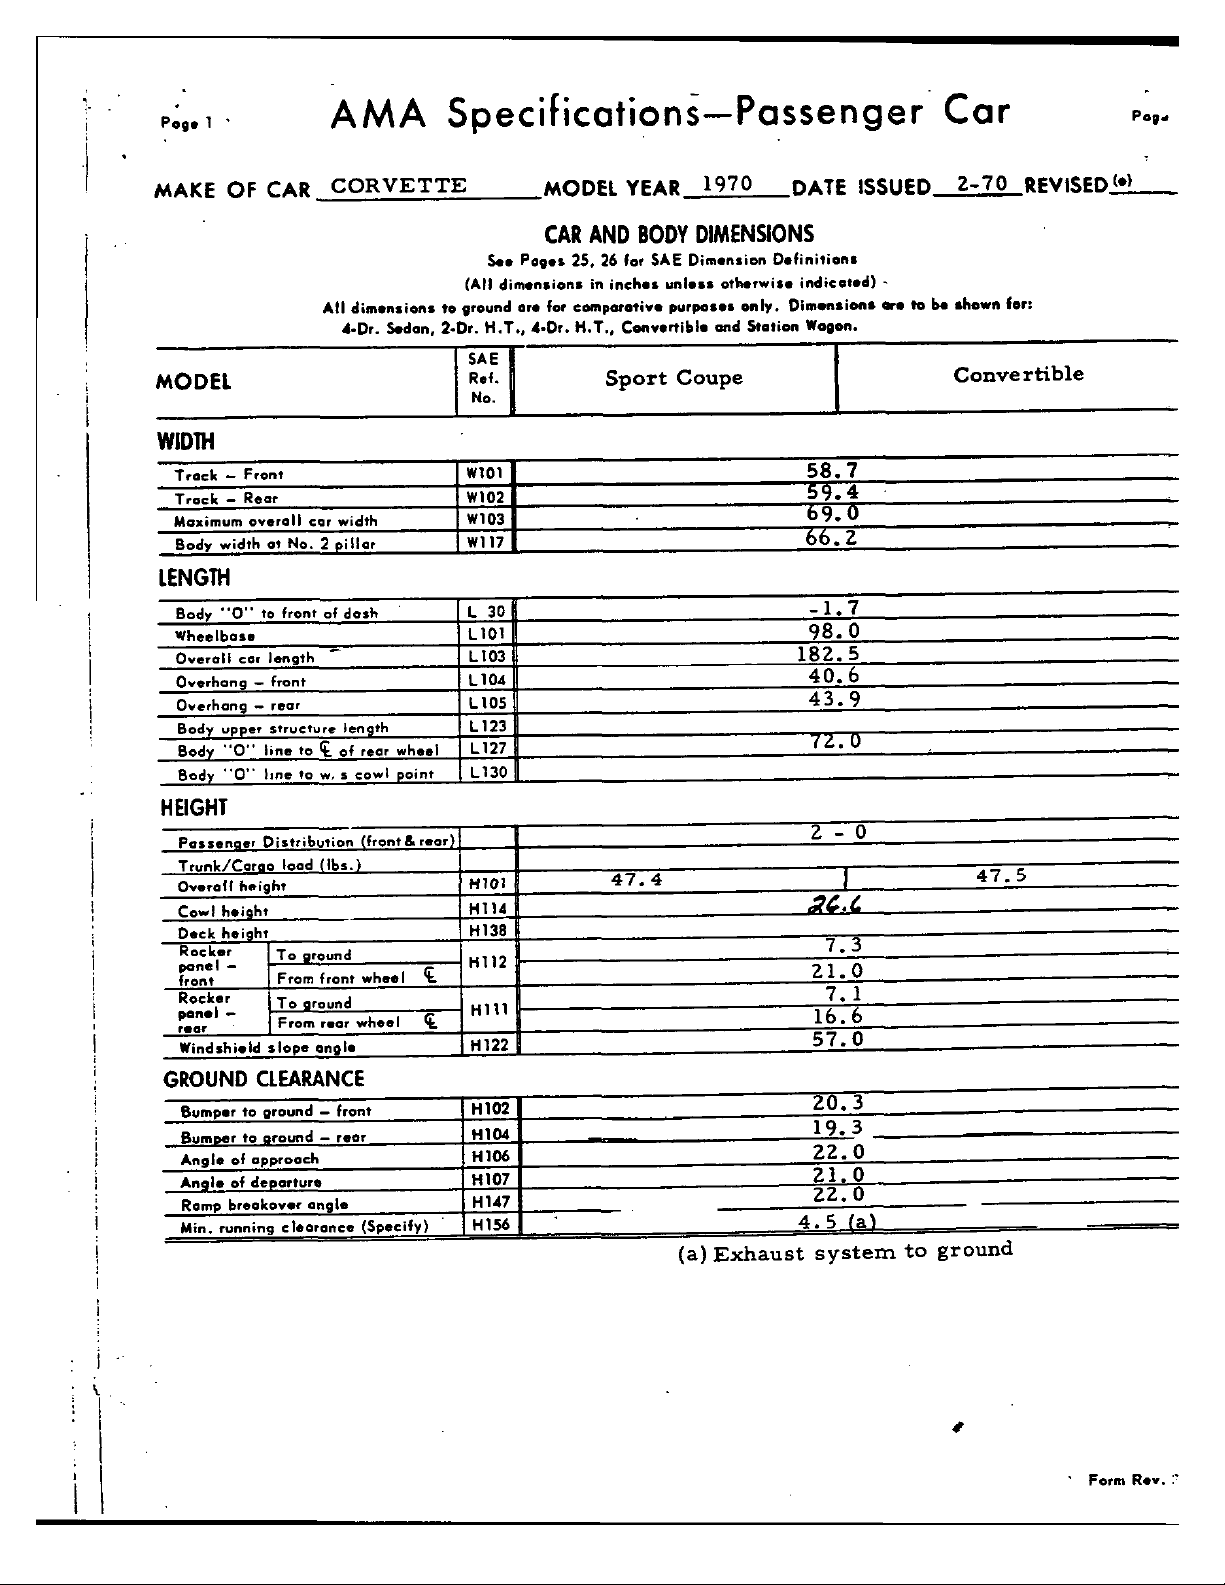 Page 1 AMA Specifications—Passenger Car
MAKE OF CAR CORVETTE MODEL YEAR 1970 DATE ISSUED 2-70 REVISED (•)
CAR AND BODY DIMENSIONS
See Pages 25, 26 for SAE Dimension Definitions
(All dimensions in inches unless otherwise indicated)
All dimensions to ground are for comparative purposes only. Dimensions are to be shown for:
4-Dr. Sedan, 2-Dr. H.T., 4-Dr. H.T., Convertible and Station Wagon.
MODEL SAE Ref. No. Sport Coupe Convertible
WIDTH
Track – Front W101 58.7
Track – Rear W102 59.4
Maximum overall car width W103 69.0
Body width at No. 2 pillar W117 66.2
LENGTH
Body "O" to front of dash L 30 -1.7
Wheelbase L101 98.0
Overall car length L103 182.5
Overhang – front L104 40.6
Overhang – rear L105 43.9
Body upper structure length L123
Body "O" line to ℄ of rear wheel L127 72.0
Body "O" line to w. s cowl point L130
HEIGHT
Passenger Distribution (front & rear) 2 - 0
Trunk/Cargo load (lbs.)
Overall height H101 47.4 47.5
Cowl height H114 26.6
Deck height H138
Rocker panel – front To ground H112 7.3
From front wheel ℄ 21.0
Rocker panel – rear To ground H111 7.1
From rear wheel ℄ 16.6
Windshield slope angle H122 57.0
GROUND CLEARANCE
Bumper to ground – front H102 20.3
Bumper to ground – rear H104 19.3
Angle of approach H106 22.0
Angle of departure H107 21.0
Ramp breakover angle H147 22.0
Min. running clearance (Specify) H156 4.5 (a)
(a) Exhaust system to ground
Form Rev.